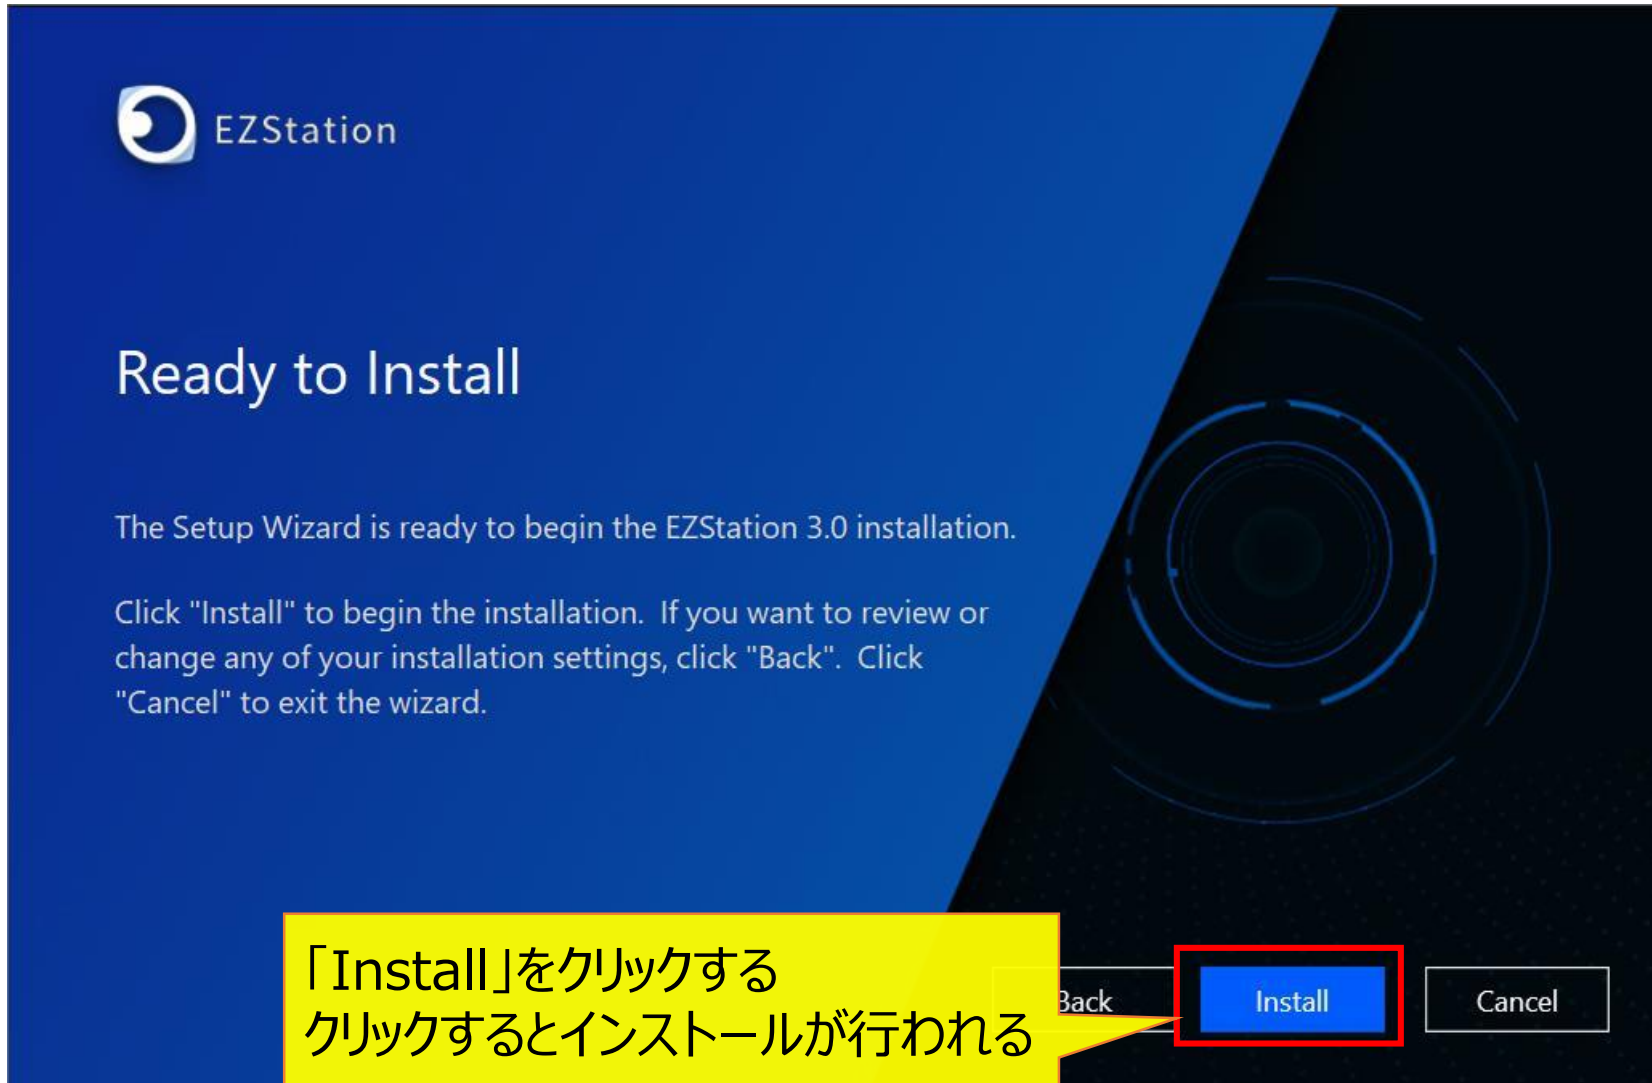 EZStation
Ready to Install
The Setup Wizard is ready to begin the EZStation 3.0 installation.
Click "Install" to begin the installation.  If you want to review or
change any of your installation settings, click "Back".  Click
"Cancel" to exit the wizard.
「Install」をクリックする
クリックするとインストールが行われる
Back
Install
Cancel